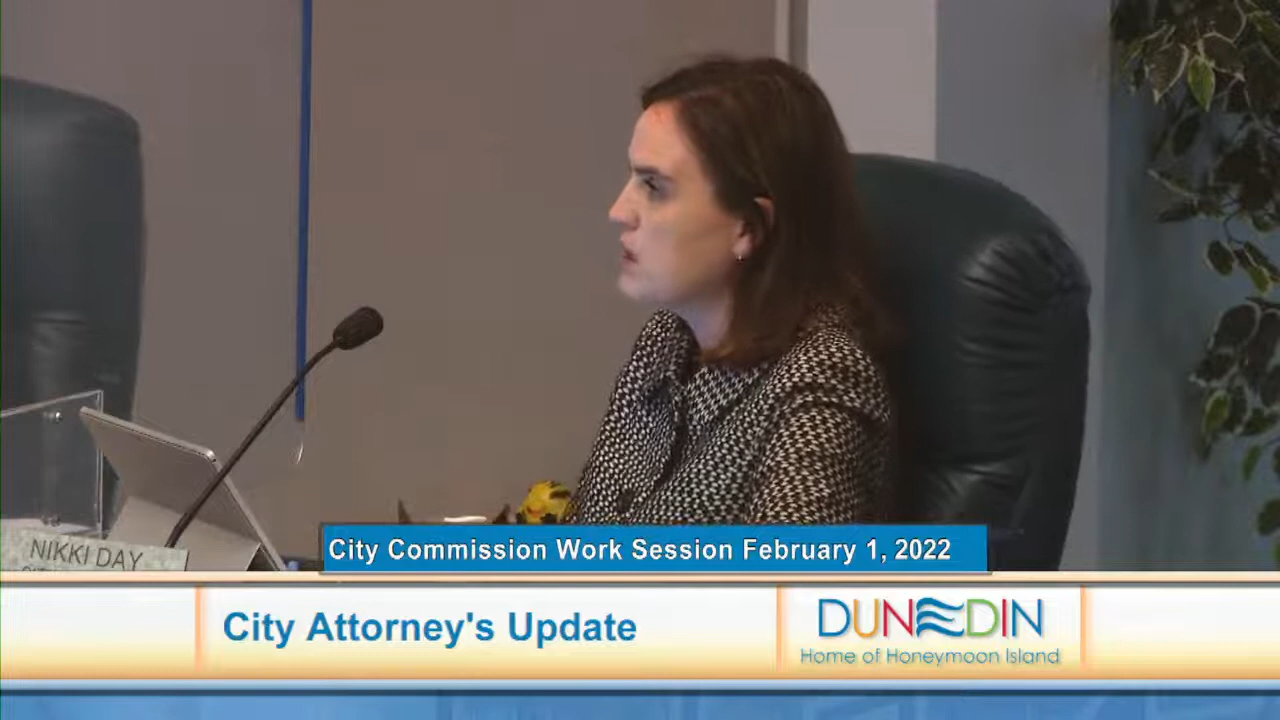 NIKKI DAY
City Commission Work Session February 1, 2022
City Attorney's Update
DUNEDIN
Home of Honeymoon Island